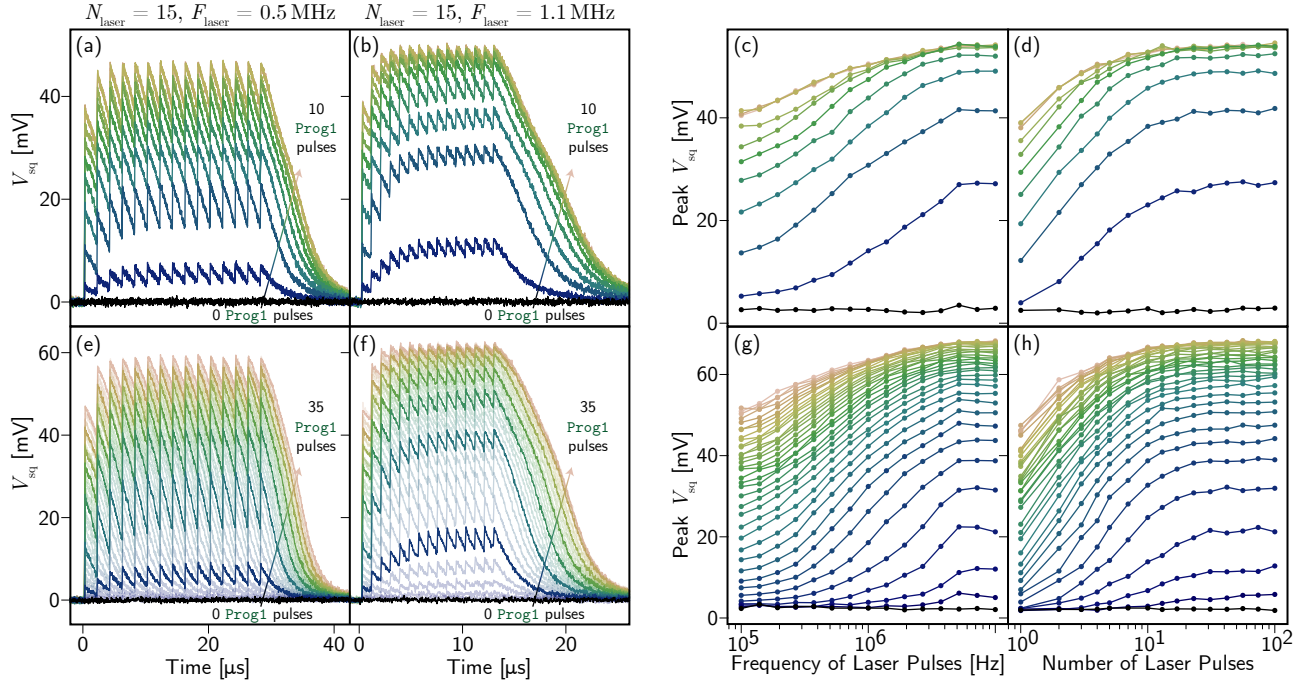 N_laser = 15, F_laser = 0.5 MHz
N_laser = 15, F_laser = 1.1 MHz
(a)
V_sq [mV]
40
20
0
10
Prog1
pulses
0 Prog1 pulses
(b)
10
Prog1
pulses
0 Prog1 pulses
(c)
Peak V_sq [mV]
40
20
0
(d)
(e)
V_sq [mV]
60
40
20
0
35
Prog1
pulses
0 Prog1 pulses
0
20
40
Time [μs]
(f)
35
Prog1
pulses
0 Prog1 pulses
0
10
20
Time [μs]
(g)
Peak V_sq [mV]
60
40
20
0
10^5
10^6
Frequency of Laser Pulses [Hz]
(h)
10^0
10^1
10^2
Number of Laser Pulses